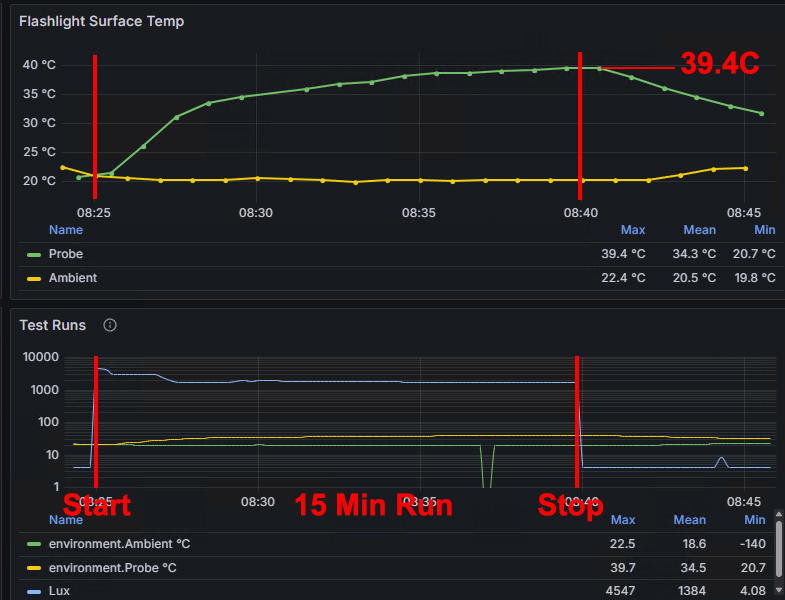 Flashlight Surface Temp
40 °C
39.4C
35 °C
30 °C
25 °C
20 °C
08:25 08:30 08:35 08:40 08:45
Name Max Mean Min
Probe 39.4 °C 34.3 °C 20.7 °C
Ambient 22.4 °C 20.5 °C 19.8 °C
Test Runs
10000
1000
100
10
1
08:25 08:30 08:35 08:40 08:45
Start 15 Min Run Stop
Name Max Mean Min
environment.Ambient °C 22.5 18.6 -140
environment.Probe °C 39.7 34.5 20.7
Lux 4547 1384 4.08